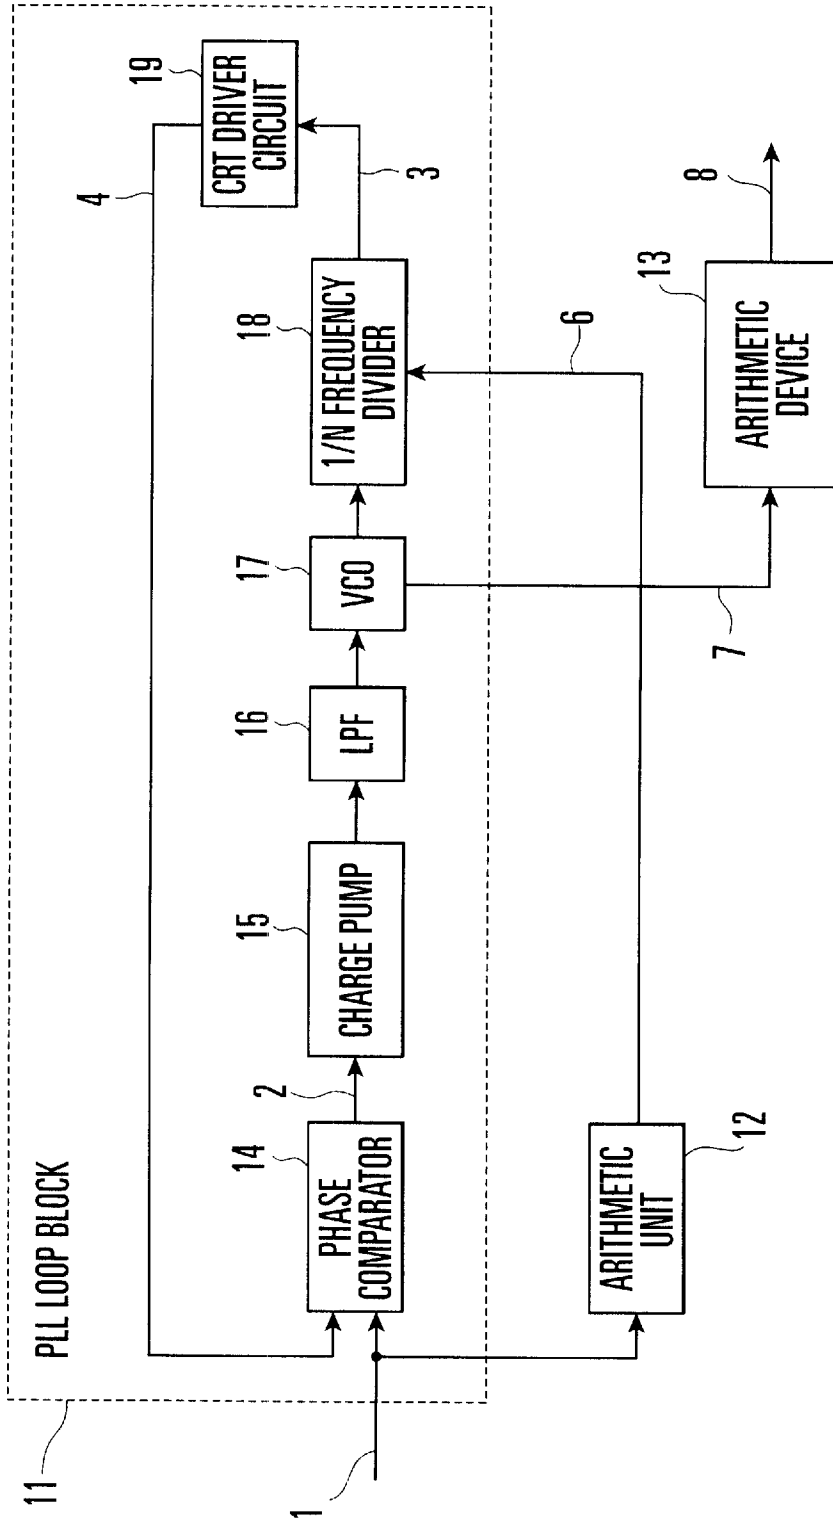 11
PLL LOOP BLOCK
4
19
CRT DRIVER
CIRCUIT
3
14
PHASE
COMPARATOR
2
15
CHARGE PUMP
16
LPF
17
VCO
18
1/N FREQUENCY
DIVIDER
1
12
ARITHMETIC
UNIT
6
7
13
ARITHMETIC
DEVICE
8